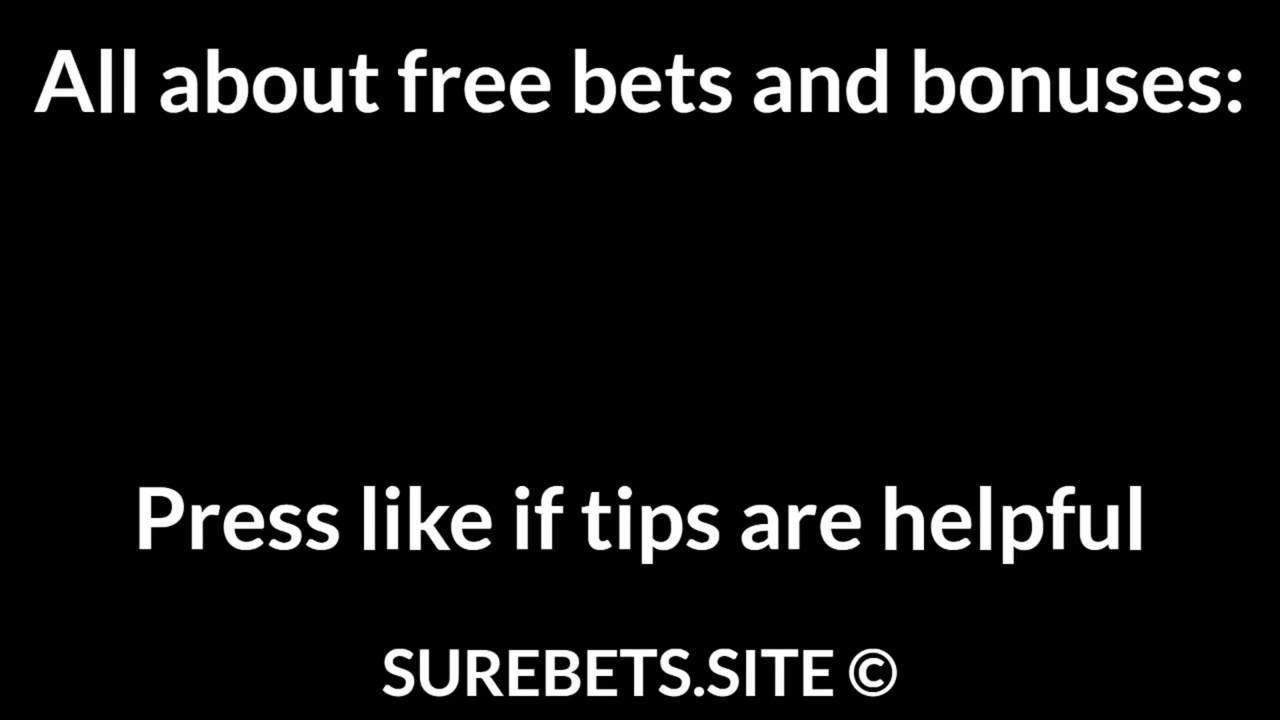 All about free bets and bonuses:
Press like if tips are helpful
SUREBETS.SITE ©